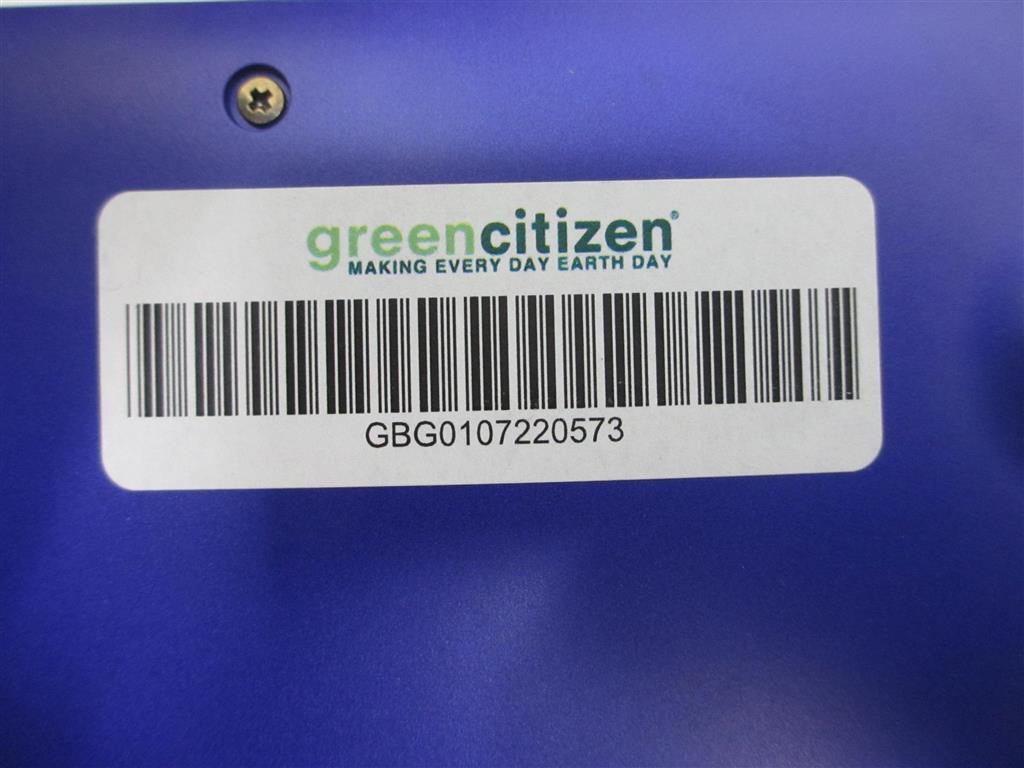 greencitizen®
MAKING EVERY DAY EARTH DAY
GBG0107220573